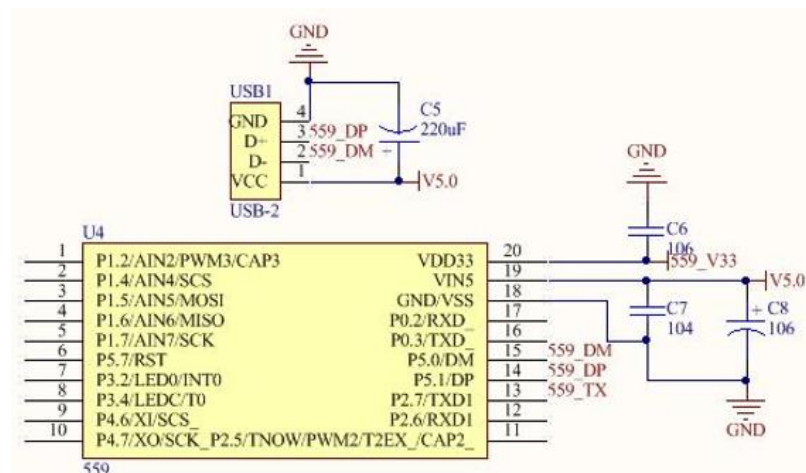 GND
USB1
GND 4
D+ 3 559_DP
D- 2 559_DM
VCC 1
USB-2
C5
220uF
+
V5.0
GND
C6
106
559_V33
V5.0
C7
104
+
C8
106
GND
U4
1 P1.2/AIN2/PWM3/CAP3 VDD33 20
2 P1.4/AIN4/SCS VIN5 19
3 P1.5/AIN5/MOSI GND/VSS 18
4 P1.6/AIN6/MISO P0.2/RXD_ 17
5 P1.7/AIN7/SCK P0.3/TXD_ 16
6 P5.7/RST P5.0/DM 15 559_DM
7 P3.2/LED0/INT0 P5.1/DP 14 559_DP
8 P3.4/LEDC/T0 P2.7/TXD1 13 559_TX
9 P4.6/XI/SCS_ P2.6/RXD1 12
10 P4.7/XO/SCK_P2.5/TNOW/PWM2/T2EX_/CAP2_ 11
559